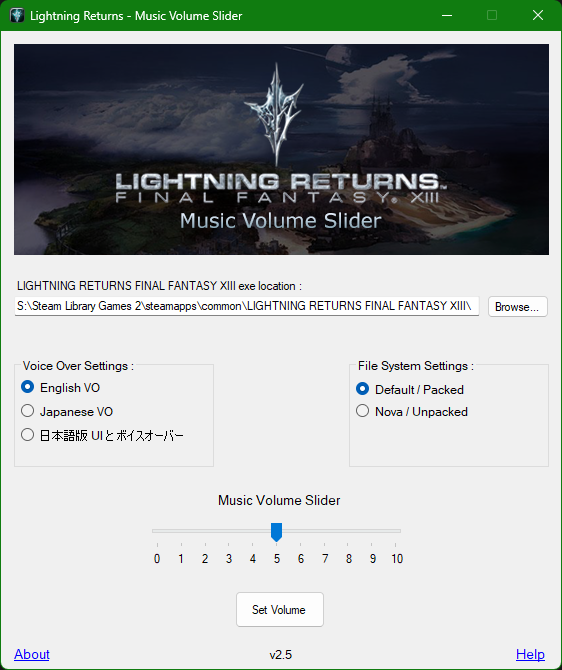 Lightning Returns - Music Volume Slider
LIGHTNING RETURNS™
FINAL FANTASY® XIII
Music Volume Slider
LIGHTNING RETURNS FINAL FANTASY XIII exe location :
S:\Steam Library Games 2\steamapps\common\LIGHTNING RETURNS FINAL FANTASY XIII\
Browse...
Voice Over Settings :
English VO
Japanese VO
日本語版 UI と ボイスオーバー
File System Settings :
Default / Packed
Nova / Unpacked
Music Volume Slider
0 1 2 3 4 5 6 7 8 9 10
Set Volume
About
v2.5
Help